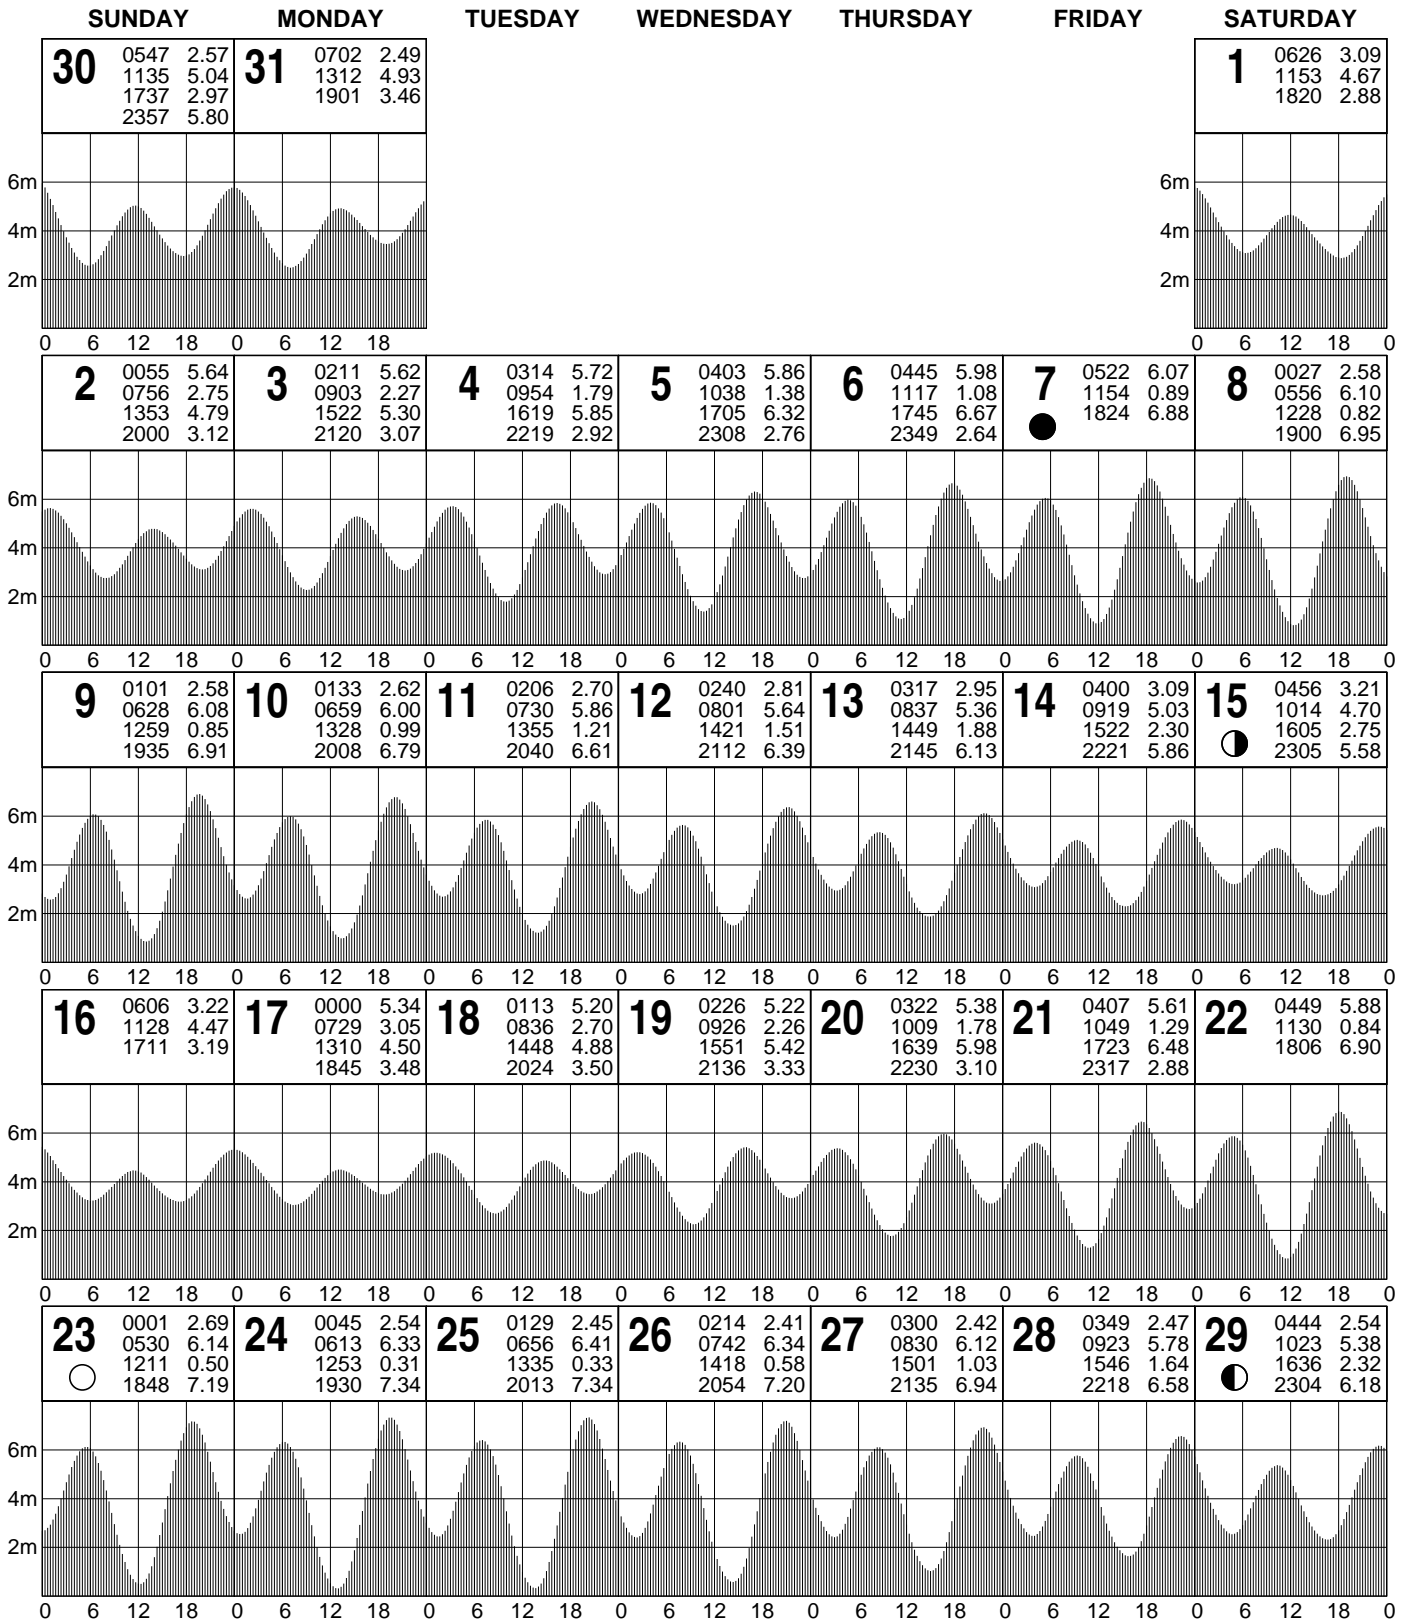 SUNDAY MONDAY TUESDAY WEDNESDAY THURSDAY FRIDAY SATURDAY
30 0547 2.57
1135 5.04
1737 2.97
2357 5.80
31 0702 2.49
1312 4.93
1901 3.46
1 0626 3.09
1153 4.67
1820 2.88
6m
4m
2m
0 6 12 18 0 6 12 18
6m
4m
2m
0 6 12 18 0
2 0055 5.64
0756 2.75
1353 4.79
2000 3.12
3 0211 5.62
0903 2.27
1522 5.30
2120 3.07
4 0314 5.72
0954 1.79
1619 5.85
2219 2.92
5 0403 5.86
1038 1.38
1705 6.32
2308 2.76
6 0445 5.98
1117 1.08
1745 6.67
2349 2.64
7 0522 6.07
1154 0.89
1824 6.88
8 0027 2.58
0556 6.10
1228 0.82
1900 6.95
6m
4m
2m
0 6 12 18 0 6 12 18 0 6 12 18 0 6 12 18 0 6 12 18 0 6 12 18 0 6 12 18 0
9 0101 2.58
0628 6.08
1259 0.85
1935 6.91
10 0133 2.62
0659 6.00
1328 0.99
2008 6.79
11 0206 2.70
0730 5.86
1355 1.21
2040 6.61
12 0240 2.81
0801 5.64
1421 1.51
2112 6.39
13 0317 2.95
0837 5.36
1449 1.88
2145 6.13
14 0400 3.09
0919 5.03
1522 2.30
2221 5.86
15 0456 3.21
1014 4.70
1605 2.75
2305 5.58
6m
4m
2m
0 6 12 18 0 6 12 18 0 6 12 18 0 6 12 18 0 6 12 18 0 6 12 18 0 6 12 18 0
16 0606 3.22
1128 4.47
1711 3.19
17 0000 5.34
0729 3.05
1310 4.50
1845 3.48
18 0113 5.20
0836 2.70
1448 4.88
2024 3.50
19 0226 5.22
0926 2.26
1551 5.42
2136 3.33
20 0322 5.38
1009 1.78
1639 5.98
2230 3.10
21 0407 5.61
1049 1.29
1723 6.48
2317 2.88
22 0449 5.88
1130 0.84
1806 6.90
6m
4m
2m
0 6 12 18 0 6 12 18 0 6 12 18 0 6 12 18 0 6 12 18 0 6 12 18 0 6 12 18 0
23 0001 2.69
0530 6.14
1211 0.50
1848 7.19
24 0045 2.54
0613 6.33
1253 0.31
1930 7.34
25 0129 2.45
0656 6.41
1335 0.33
2013 7.34
26 0214 2.41
0742 6.34
1418 0.58
2054 7.20
27 0300 2.42
0830 6.12
1501 1.03
2135 6.94
28 0349 2.47
0923 5.78
1546 1.64
2218 6.58
29 0444 2.54
1023 5.38
1636 2.32
2304 6.18
6m
4m
2m
0 6 12 18 0 6 12 18 0 6 12 18 0 6 12 18 0 6 12 18 0 6 12 18 0 6 12 18 0